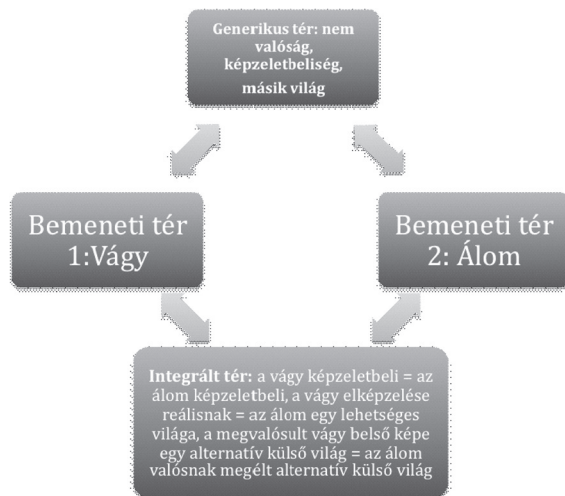 Generikus tér: nem
valóság,
képzeletbeliség,
másik világ
Bemeneti tér
1:Vágy
Bemeneti tér
2: Álom
Integrált tér: a vágy képzeletbeli = az
álom képzeletbeli, a vágy elképzelése
reálisnak = az álom egy lehetséges
világa, a megvalósult vágy belső képe
egy alternatív külső világ = az álom
valósnak megélt alternatív külső világ